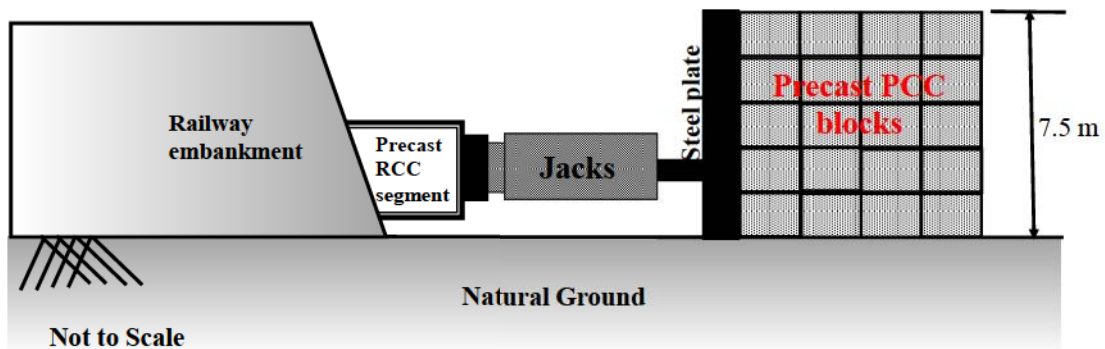 Railway
embankment
Precast
RCC
segment
Jacks
Steel plate
Precast PCC
blocks
7.5 m
Natural Ground
Not to Scale